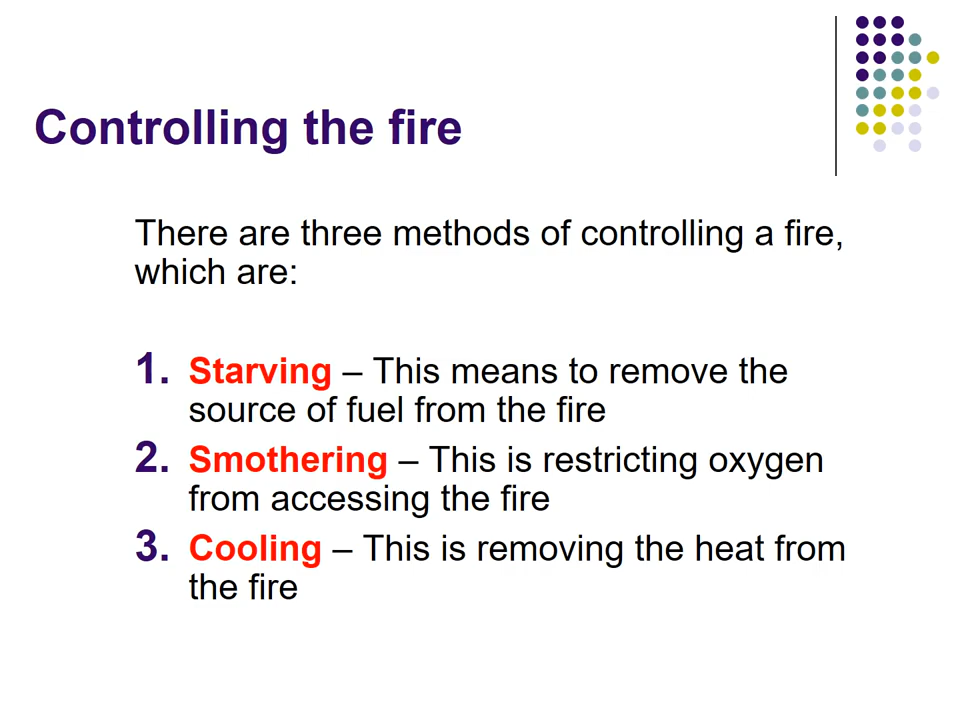 Controlling the fire
There are three methods of controlling a fire,
which are:
1. Starving – This means to remove the
source of fuel from the fire
2. Smothering – This is restricting oxygen
from accessing the fire
3. Cooling – This is removing the heat from
the fire